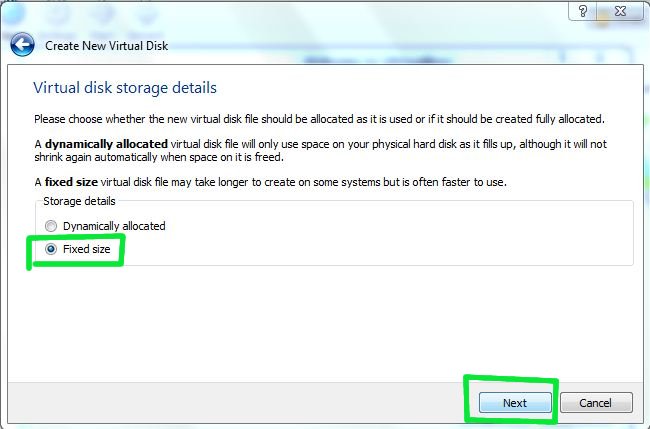 Create New Virtual Disk
Virtual disk storage details
Please choose whether the new virtual disk file should be allocated as it is used or if it should be created fully allocated.
A dynamically allocated virtual disk file will only use space on your physical hard disk as it fills up, although it will not
shrink again automatically when space on it is freed.
A fixed size virtual disk file may take longer to create on some systems but is often faster to use.
Storage details
Dynamically allocated
Fixed size
Next
Cancel